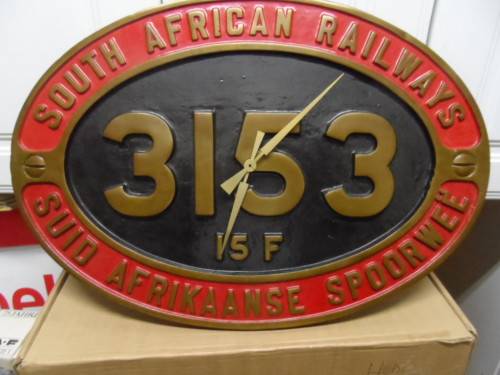 SOUTH AFRICAN RAILWAYS
3153
15 F
SUID AFRIKAANSE SPOORWEË